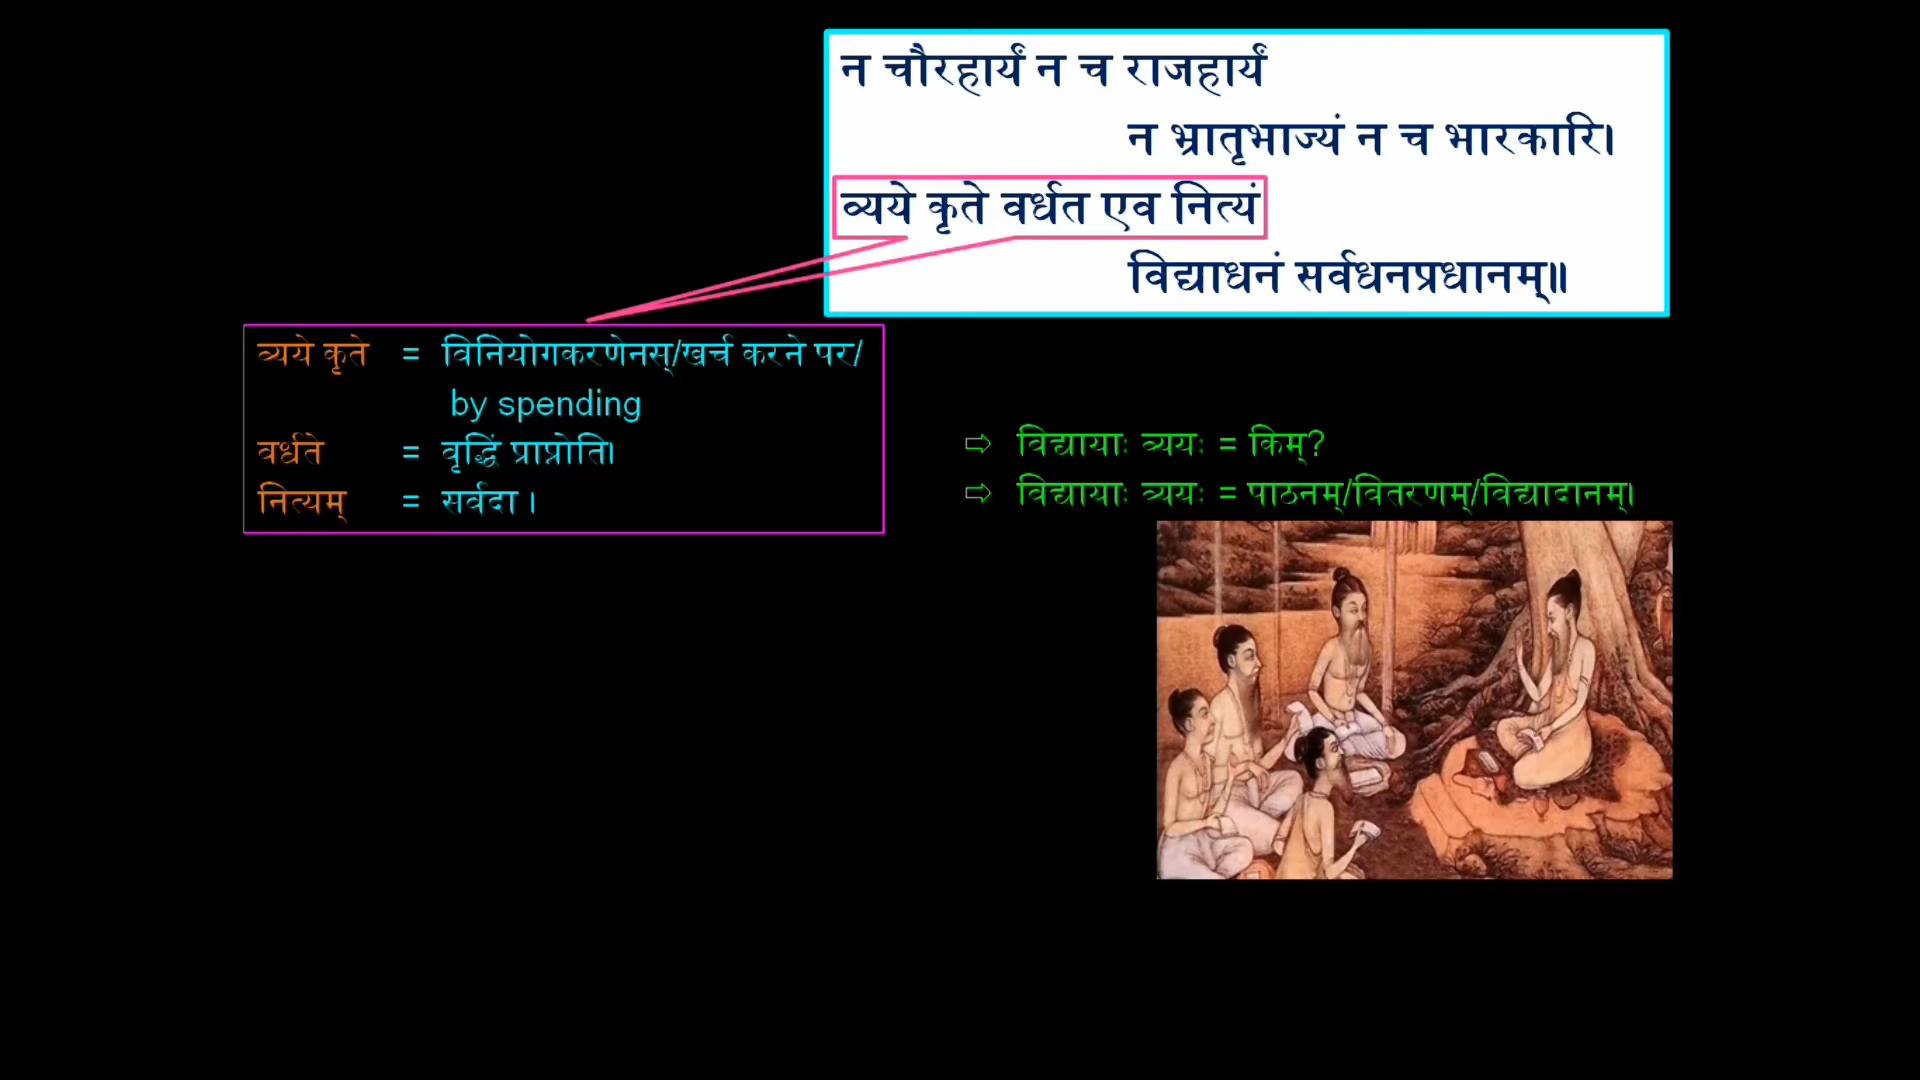 न चौरहार्यं न च राजहार्यं
न भ्रातृभाज्यं न च भारकारि।
व्यये कृते वर्धत एव नित्यं
विद्याधनं सर्वधनप्रधानम्॥
व्यये कृते = विनियोगकरणेनस्/खर्च करने पर/
by spending
वर्धते = वृद्धिं प्राप्नोति।
नित्यम् = सर्वदा ।
⇨ विद्यायाः व्ययः = किम्?
⇨ विद्यायाः व्ययः = पाठनम्/वितरणम्/विद्यादानम्।